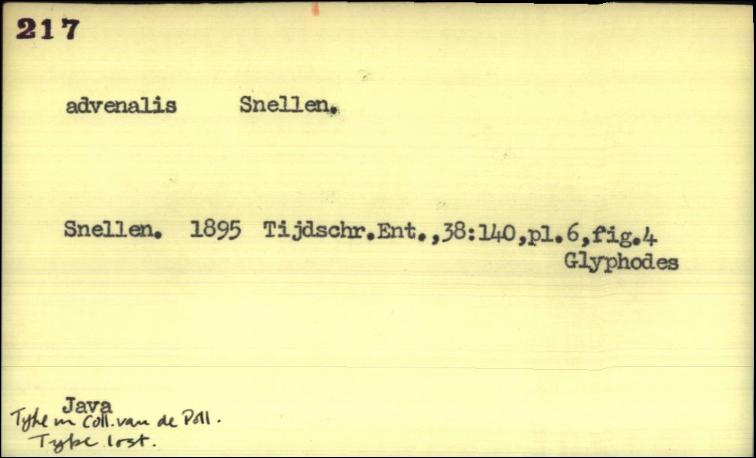 217
advenalis Snellen.
Snellen. 1895 Tijdschr.Ent.,38:140,pl.6,fig.4
Glyphodes
Java
Type in Coll. van de Poll.
Type lost.